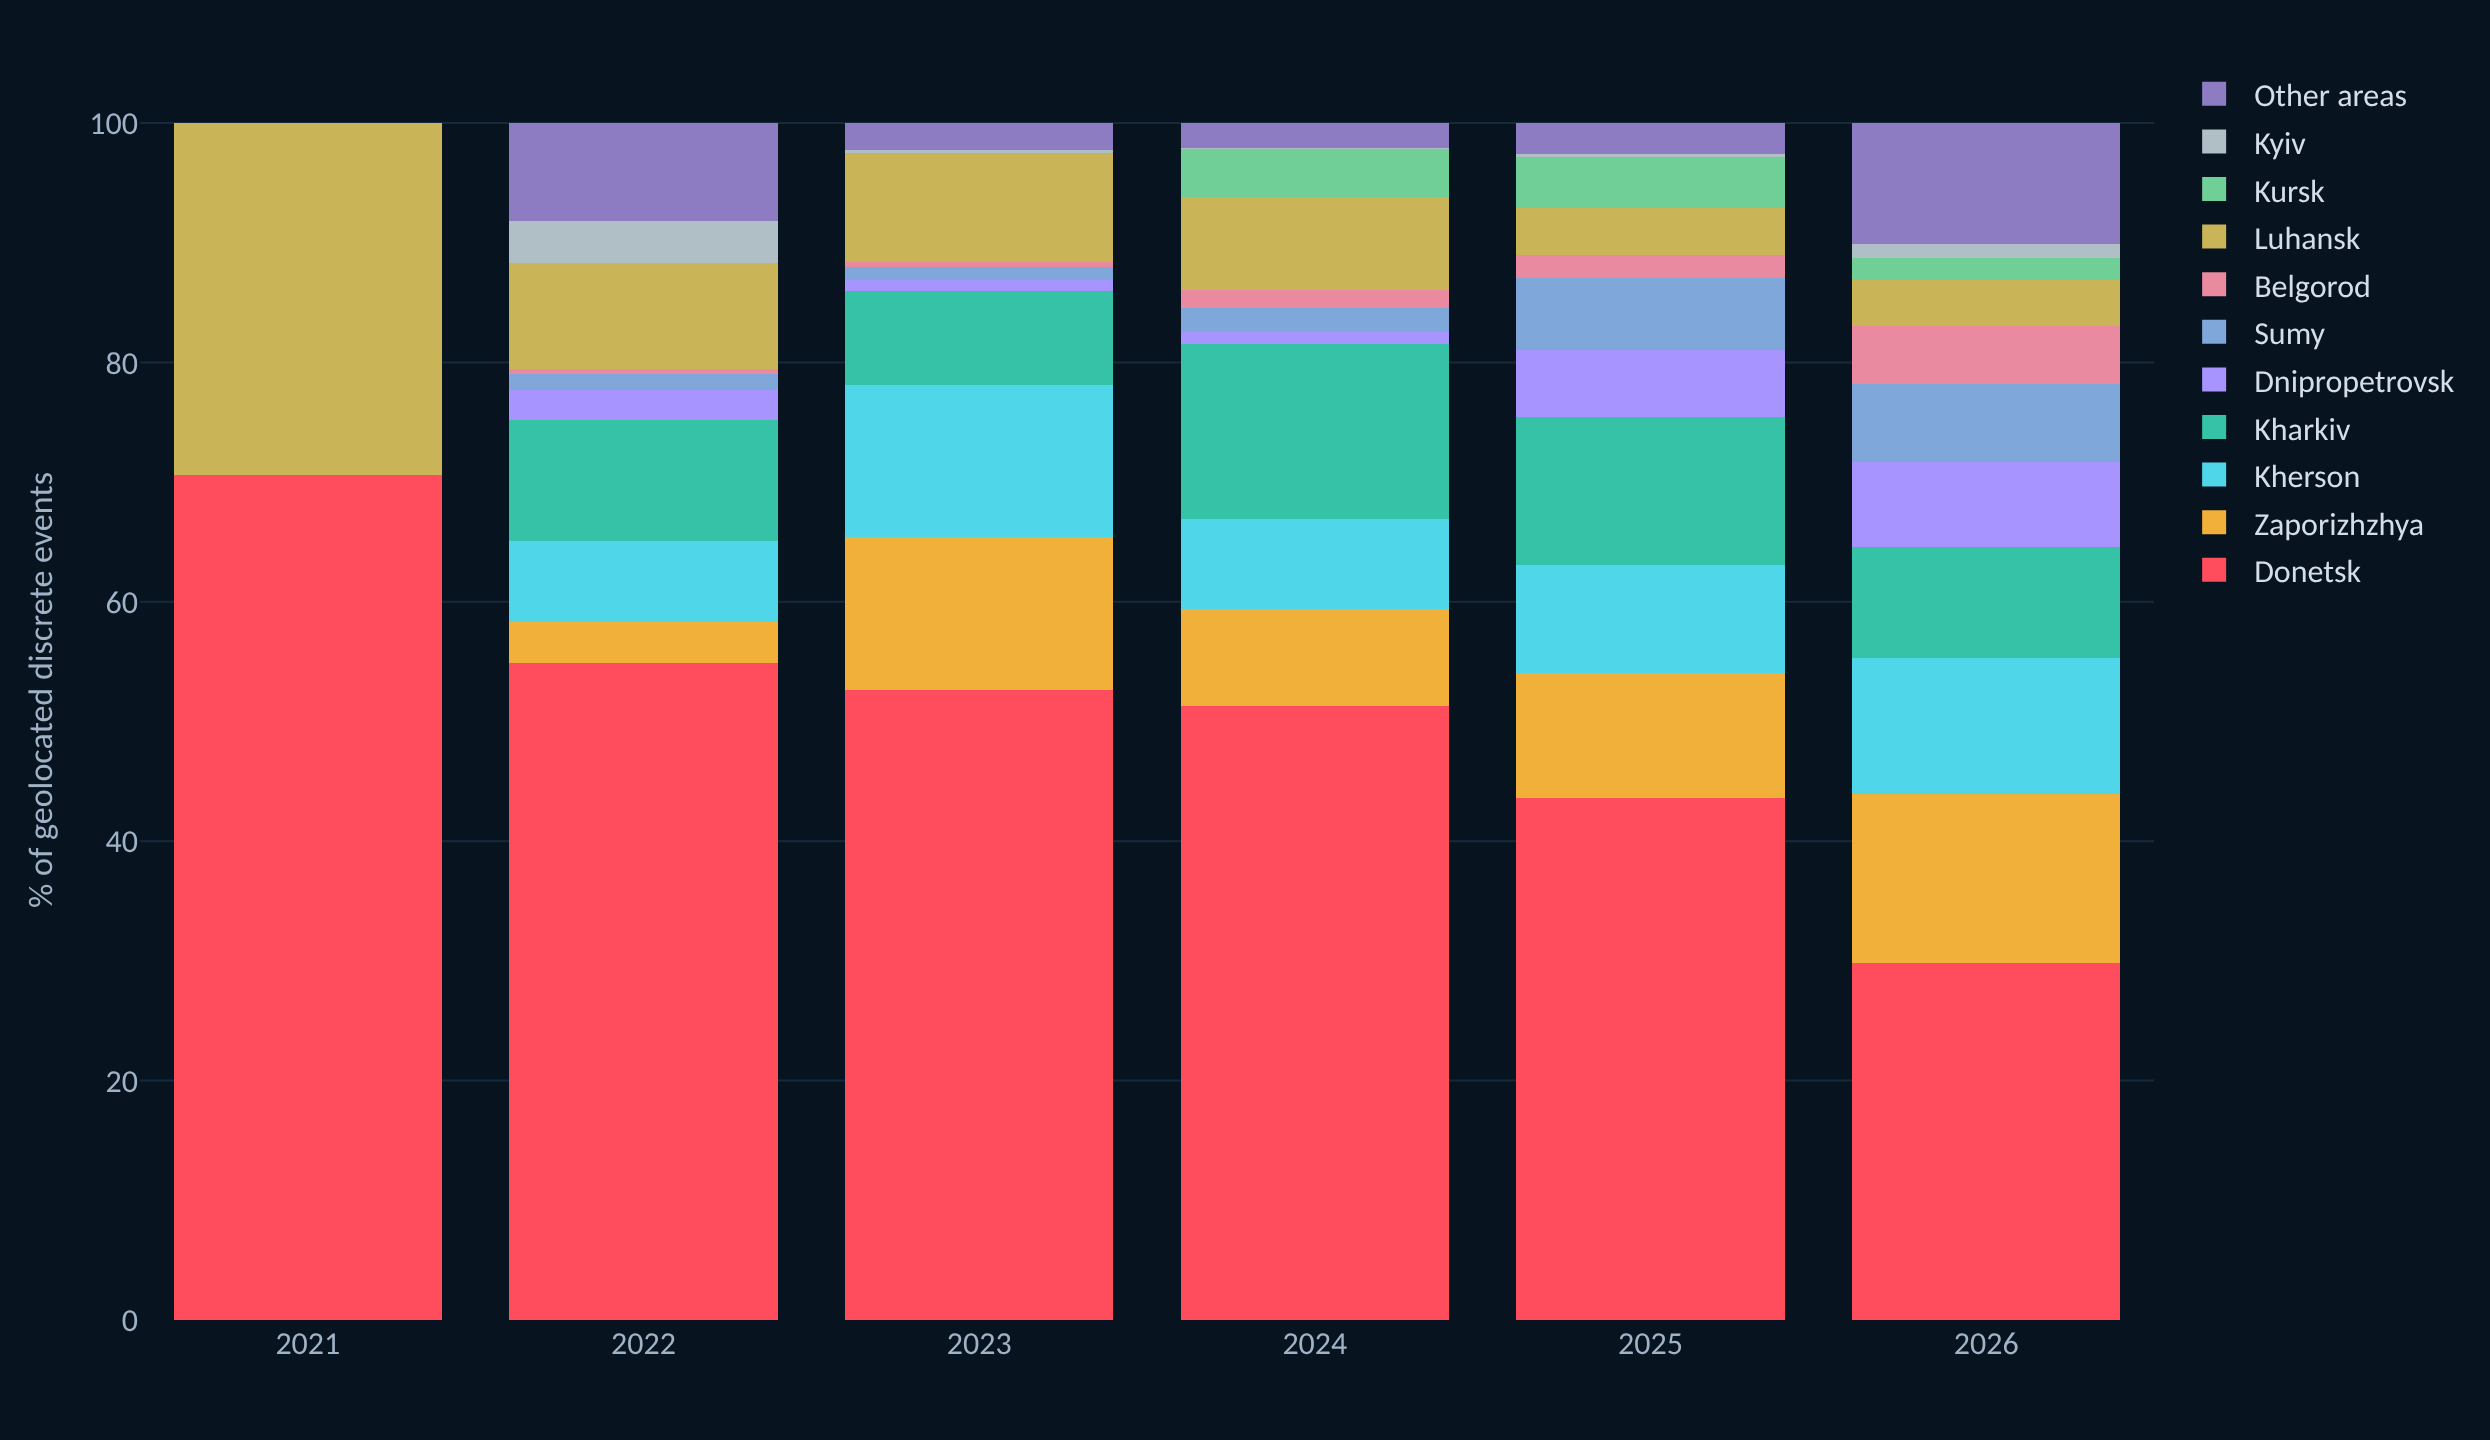 % of geolocated discrete events
100
80
60
40
20
0
2021
2022
2023
2024
2025
2026
Other areas
Kyiv
Kursk
Luhansk
Belgorod
Sumy
Dnipropetrovsk
Kharkiv
Kherson
Zaporizhzhya
Donetsk